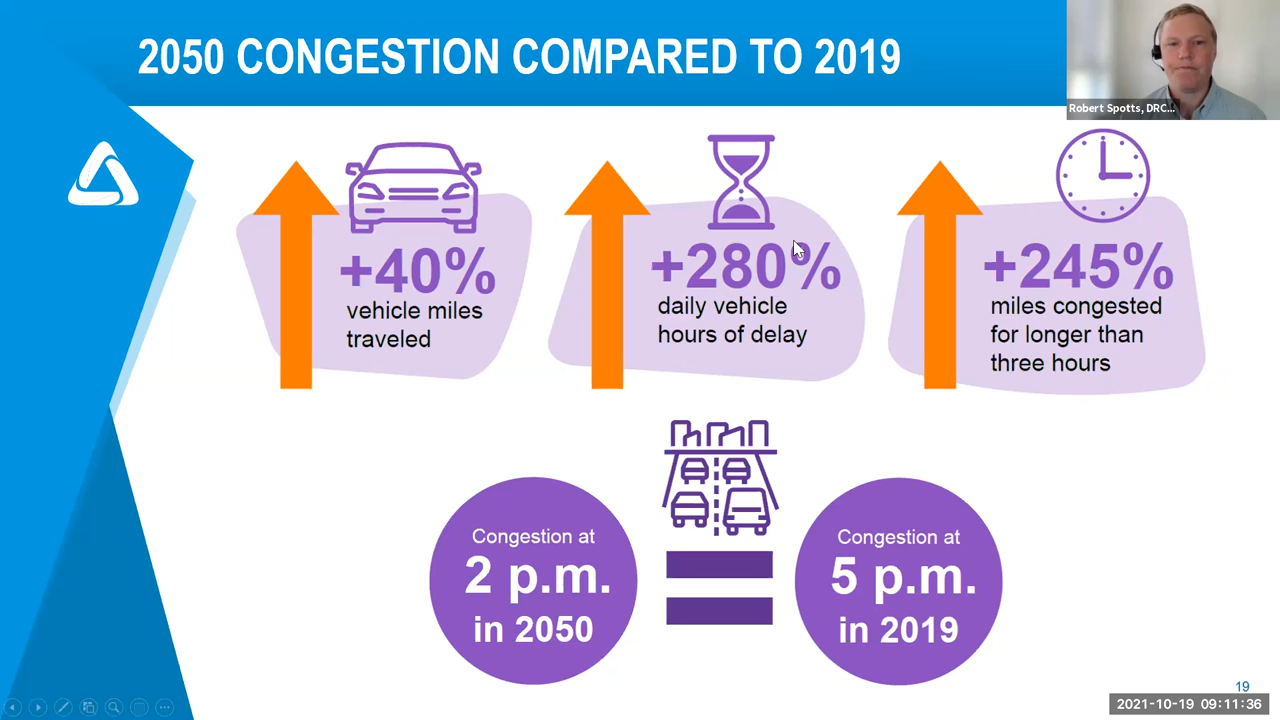 2050 CONGESTION COMPARED TO 2019
Robert Spotts, DRC...
+40%
vehicle miles
traveled
+280%
daily vehicle
hours of delay
+245%
miles congested
for longer than
three hours
Congestion at
2 p.m.
in 2050
Congestion at
5 p.m.
in 2019
19
2021-10-19 09:11:36